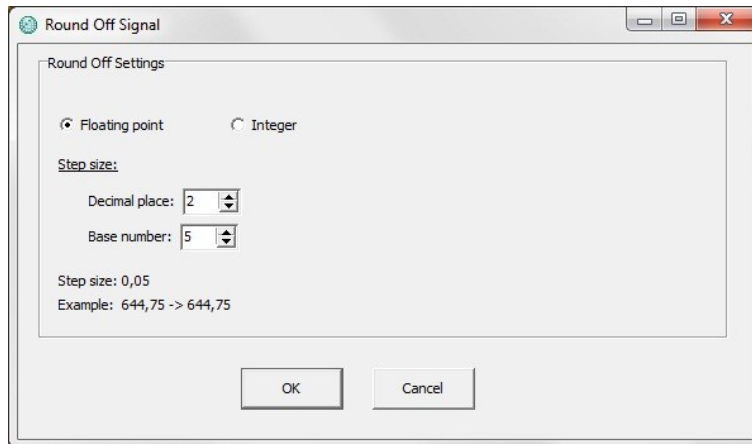 Round Off Signal
Round Off Settings
Floating point Integer
Step size:
Decimal place: 2
Base number: 5
Step size: 0,05
Example: 644,75 -> 644,75
OK Cancel